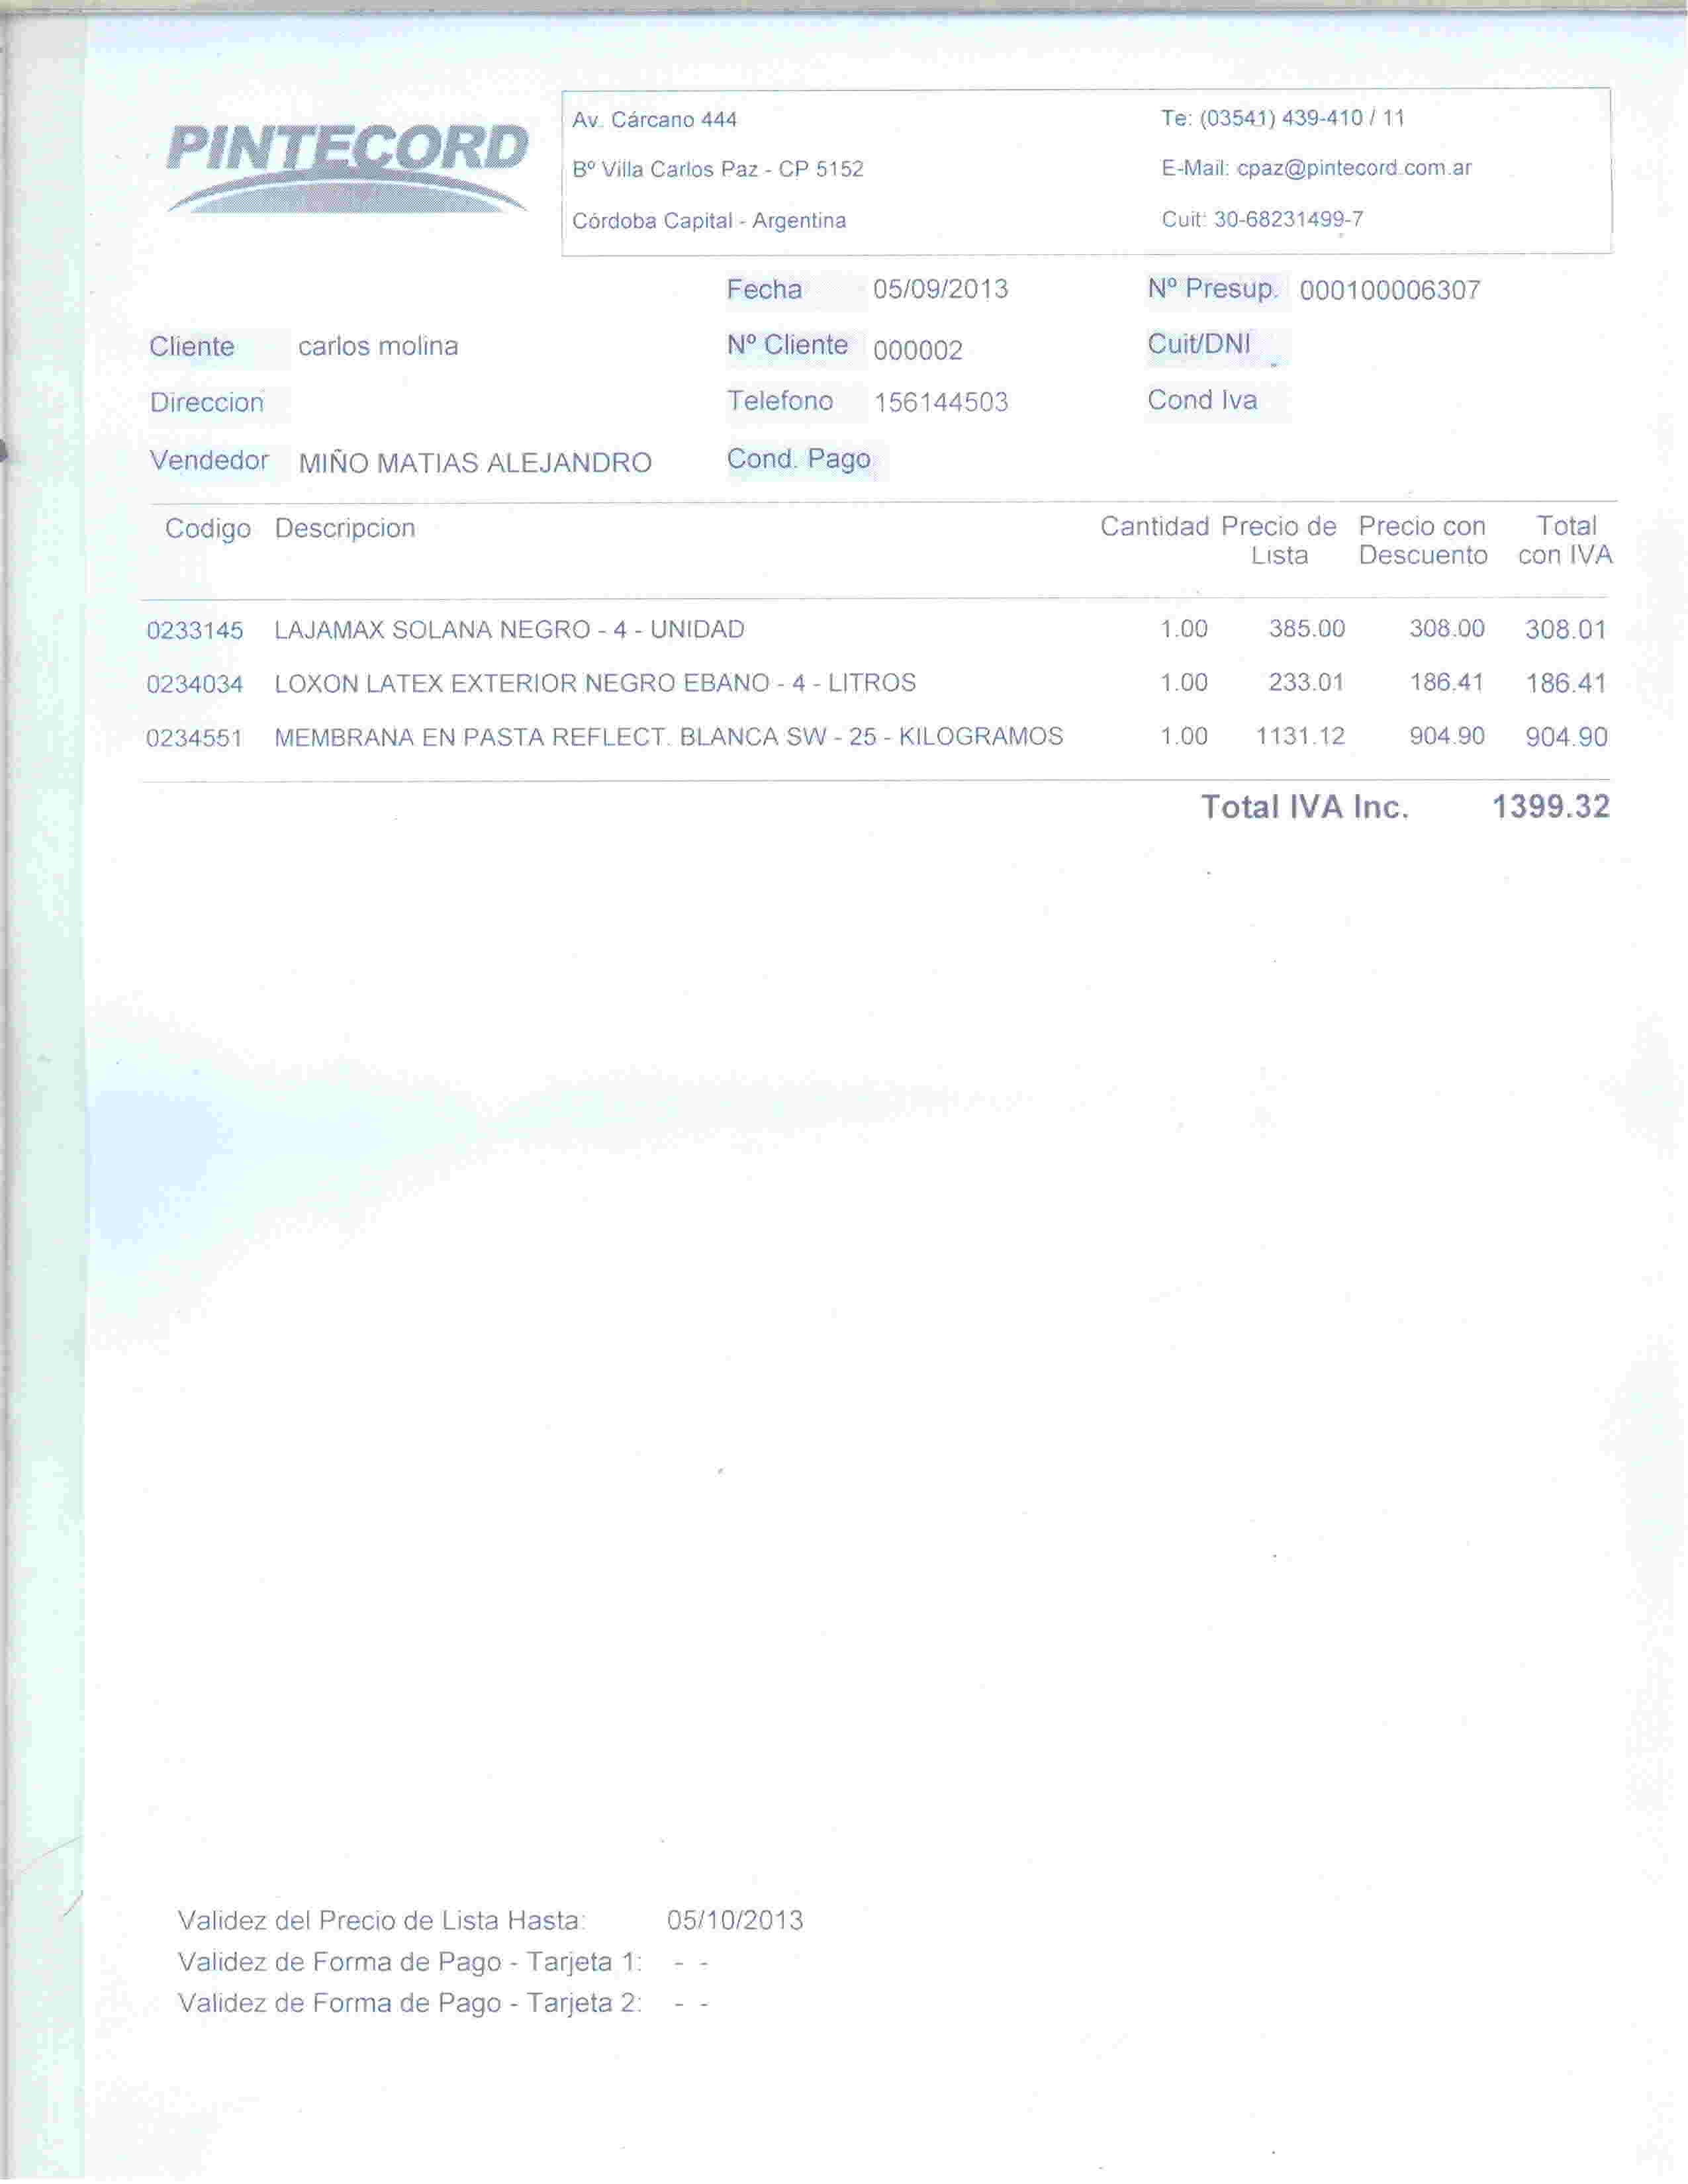 PINTECORD
Av. Cárcano 444
Bº Villa Carlos Paz - CP 5152
Córdoba Capital - Argentina
Te: (03541) 439-410 / 11
E-Mail: cpaz@pintecord.com.ar
Cuit: 30-68231499-7
Fecha 05/09/2013 Nº Presup. 000100006307
Cliente carlos molina Nº Cliente 000002 Cuit/DNI
Direccion Telefono 156144503 Cond Iva
Vendedor MIÑO MATIAS ALEJANDRO Cond. Pago
Codigo Descripcion Cantidad Precio de Lista Precio con Descuento Total con IVA
0233145 LAJAMAX SOLANA NEGRO - 4 - UNIDAD 1.00 385.00 308.00 308.01
0234034 LOXON LATEX EXTERIOR NEGRO EBANO - 4 - LITROS 1.00 233.01 186.41 186.41
0234551 MEMBRANA EN PASTA REFLECT. BLANCA SW - 25 - KILOGRAMOS 1.00 1131.12 904.90 904.90
Total IVA Inc. 1399.32
Validez del Precio de Lista Hasta: 05/10/2013
Validez de Forma de Pago - Tarjeta 1: - -
Validez de Forma de Pago - Tarjeta 2: - -